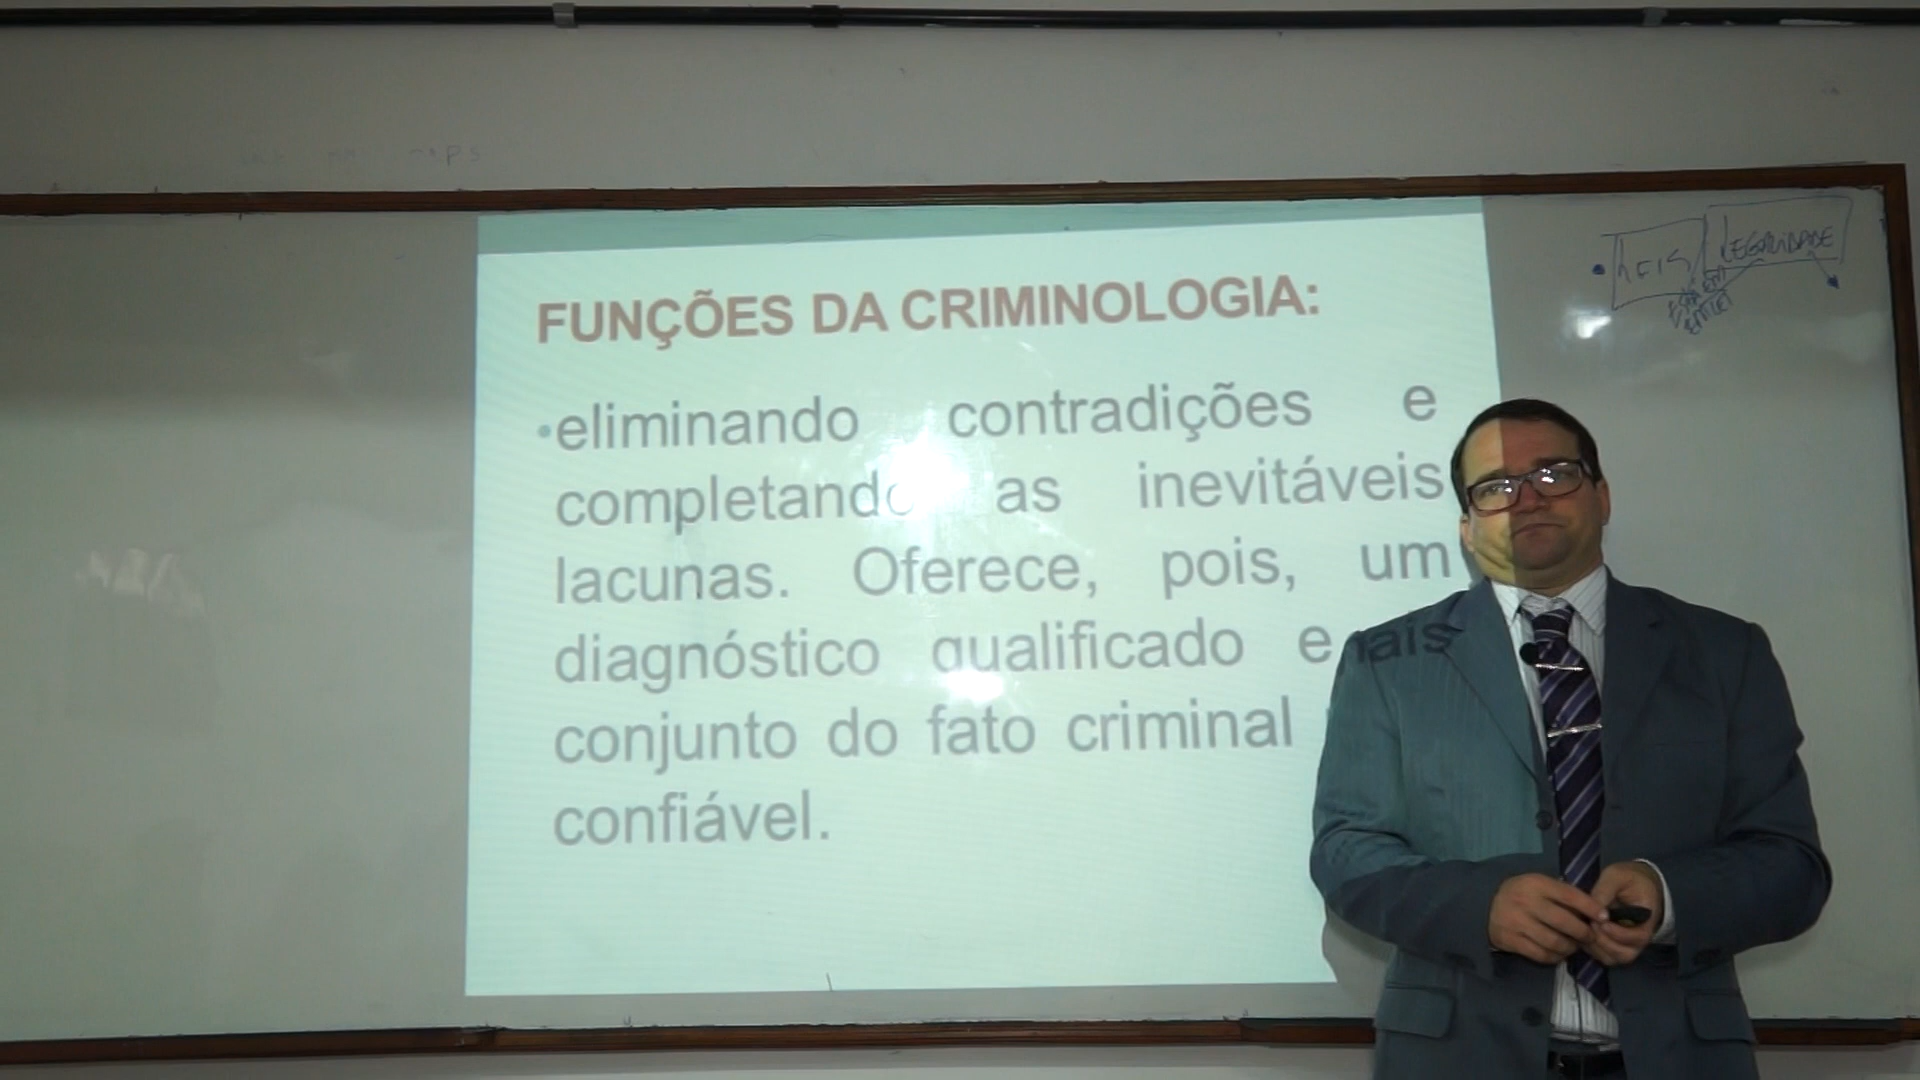 FUNÇÕES DA CRIMINOLOGIA:
•eliminando contradições e
completando as inevitáveis
lacunas. Oferece, pois, um
diagnóstico qualificado e
conjunto do fato criminal
confiável.
LEIS LEGALIDADE